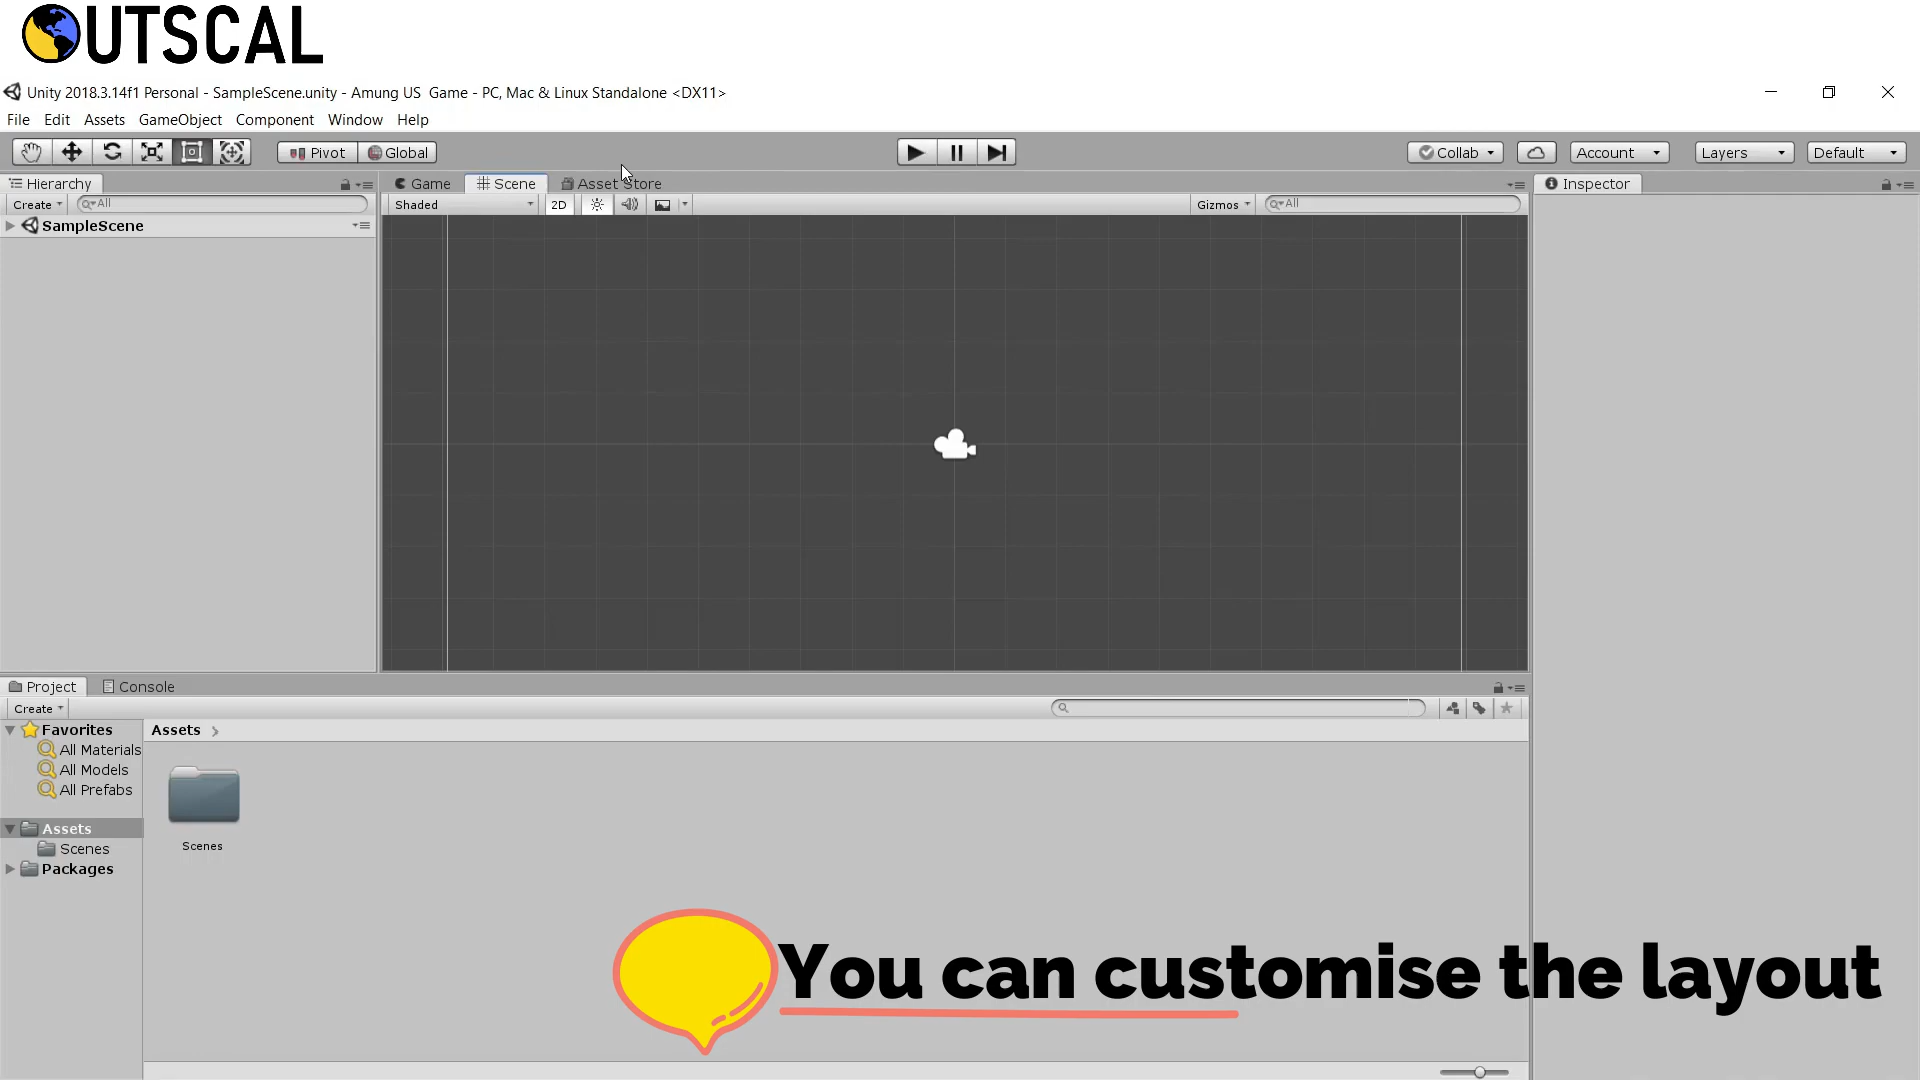 OUTSCAL
Unity 2018.3.14f1 Personal - SampleScene.unity - Amung US  Game - PC, Mac & Linux Standalone <DX11>
File Edit Assets GameObject Component Window Help
Pivot Global Collab Account Layers Default
Hierarchy Game Scene Asset Store Inspector
Create All Shaded 2D Gizmos All
SampleScene
Project Console
Create
Favorites Assets
All Materials
All Models
All Prefabs
Assets
Scenes Scenes
Packages
You can customise the layout